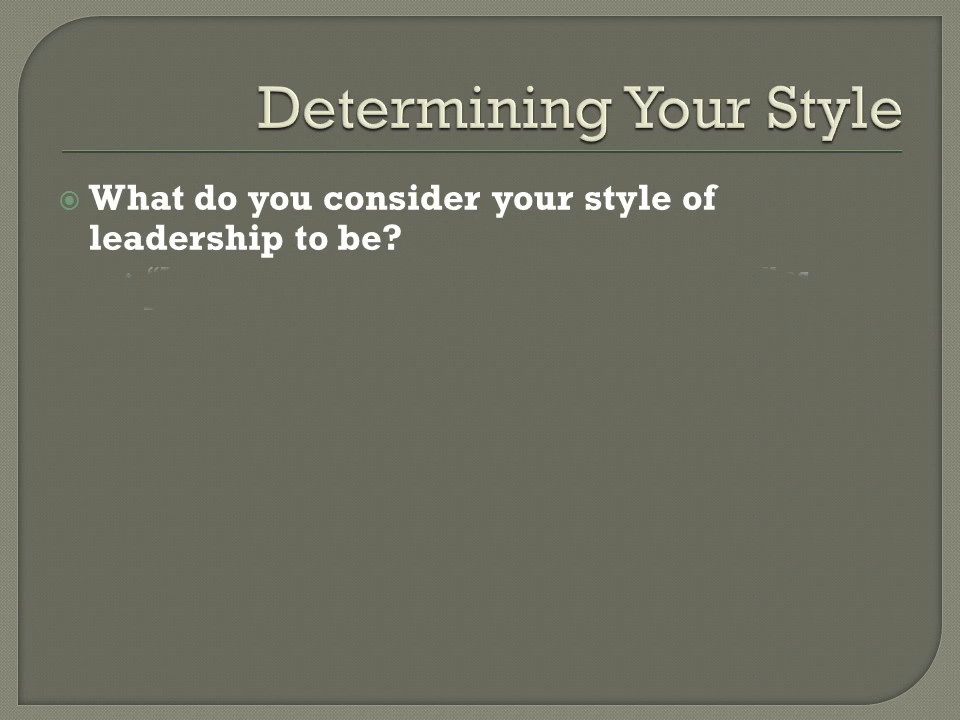 Determining Your Style
What do you consider your style of
leadership to be?